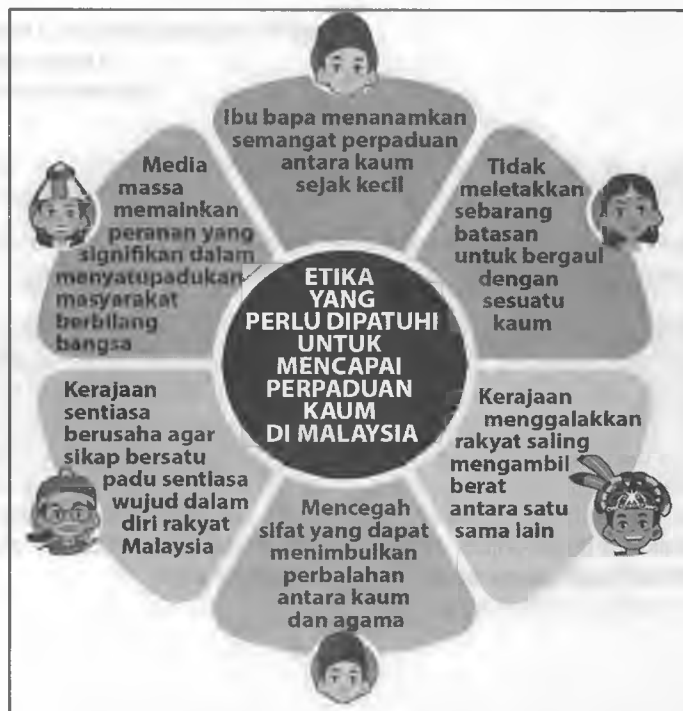 ETIKA
YANG
PERLU DIPATUHI
UNTUK
MENCAPAI
PERPADUAN
KAUM
DI MALAYSIA
Ibu bapa menanamkan
semangat perpaduan
antara kaum
sejak kecil
Tidak
meletakkan
sebarang
batasan
untuk bergaul
dengan
sesuatu
kaum
Kerajaan
menggalakkan
rakyat saling
mengambil
berat
antara satu
sama lain
Mencegah
sifat yang dapat
menimbulkan
perbalahan
antara kaum
dan agama
Kerajaan
sentiasa
berusaha agar
sikap bersatu
padu sentiasa
wujud dalam
diri rakyat
Malaysia
Media
massa
memainkan
peranan yang
signifikan dalam
menyatupadukan
masyarakat
berbilang
bangsa